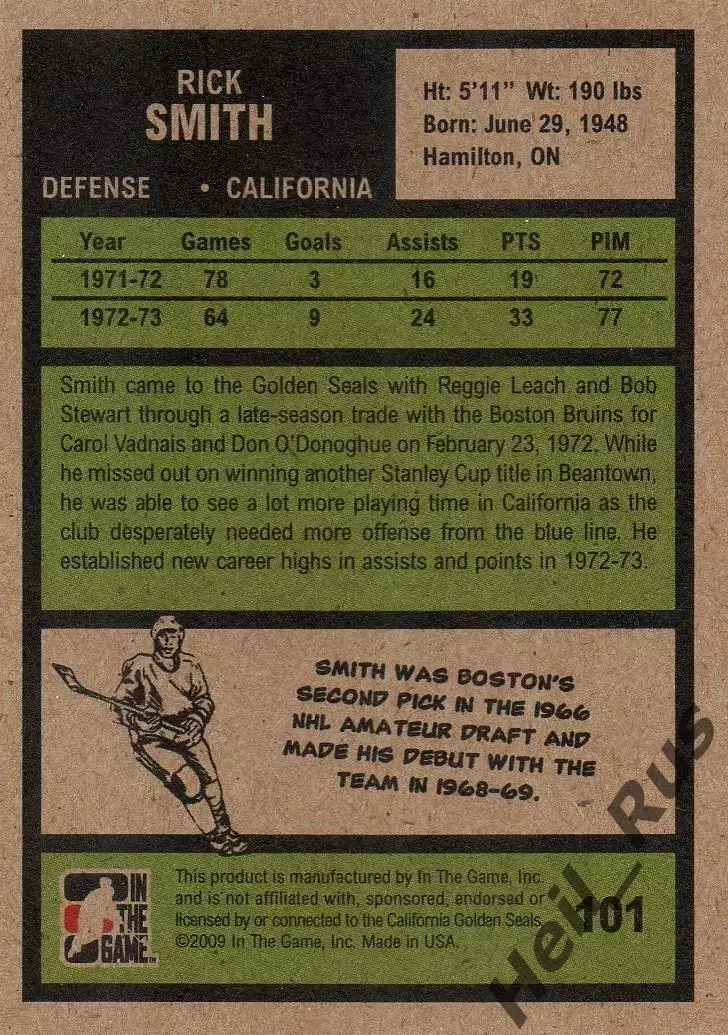 RICK
SMITH
DEFENSE • CALIFORNIA
Ht: 5'11" Wt: 190 lbs
Born: June 29, 1948
Hamilton, ON
Year Games Goals Assists PTS PIM
1971-72 78 3 16 19 72
1972-73 64 9 24 33 77
Smith came to the Golden Seals with Reggie Leach and Bob
Stewart through a late-season trade with the Boston Bruins for
Carol Vadnais and Don O'Donoghue on February 23, 1972. While
he missed out on winning another Stanley Cup title in Beantown,
he was able to see a lot more playing time in California as the
club desperately needed more offense from the blue line. He
established new career highs in assists and points in 1972-73.
SMITH WAS BOSTON'S
SECOND PICK IN THE 1966
NHL AMATEUR DRAFT AND
MADE HIS DEBUT WITH THE
TEAM IN 1968-69.
IN
THE
GAME™
This product is manufactured by In The Game, Inc.
and is not affiliated with, sponsored, endorsed or
licensed by or connected to the California Golden Seals.
©2009 In The Game, Inc. Made in USA.
101
Heil_Rus